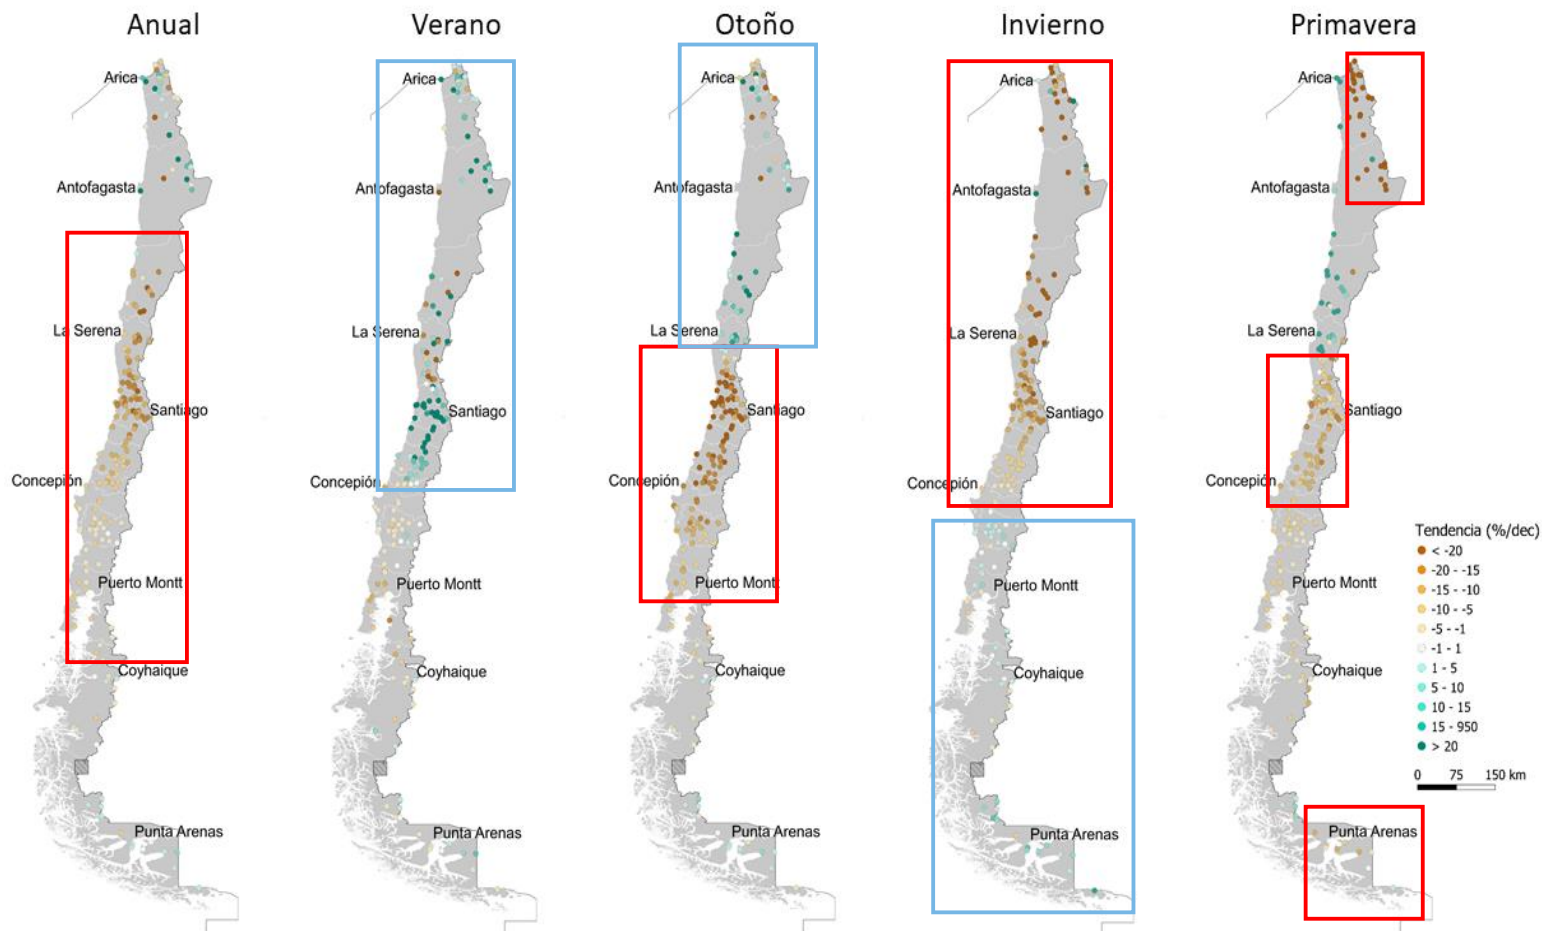 Anual
Verano
Otoño
Invierno
Primavera
Arica
Antofagasta
La Serena
Santiago
Concepción
Puerto Montt
Coyhaique
Punta Arenas
Arica
Antofagasta
La Serena
Santiago
Concepción
Puerto Montt
Coyhaique
Punta Arenas
Arica
Antofagasta
La Serena
Santiago
Concepción
Puerto Montt
Coyhaique
Punta Arenas
Arica
Antofagasta
La Serena
Santiago
Concepción
Puerto Montt
Coyhaique
Punta Arenas
Arica
Antofagasta
La Serena
Santiago
Concepción
Puerto Montt
Coyhaique
Punta Arenas
Tendencia (%/dec)
< -20
-20 - -15
-15 - -10
-10 - -5
-5 - -1
-1 - 1
1 - 5
5 - 10
10 - 15
15 - 950
> 20
0 75 150 km